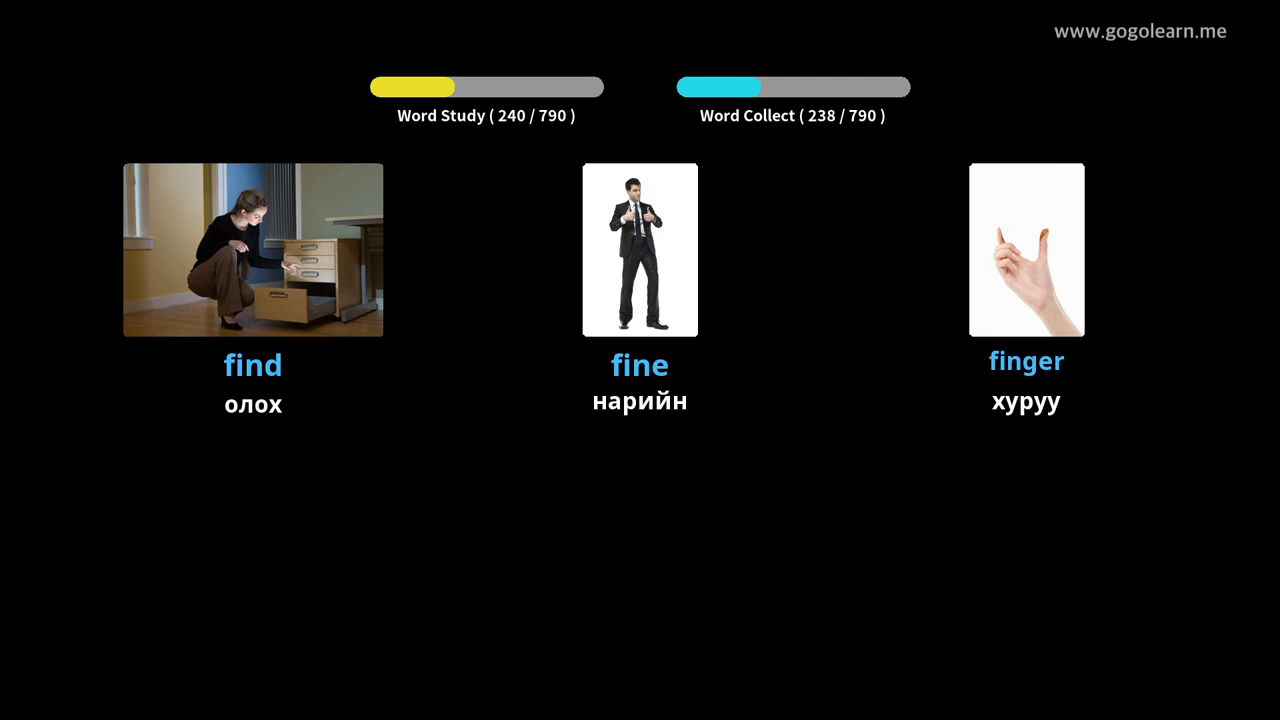 www.gogolearn.me
Word Study ( 240 / 790 )
Word Collect ( 238 / 790 )
find
олох
fine
нарийн
finger
хуруу